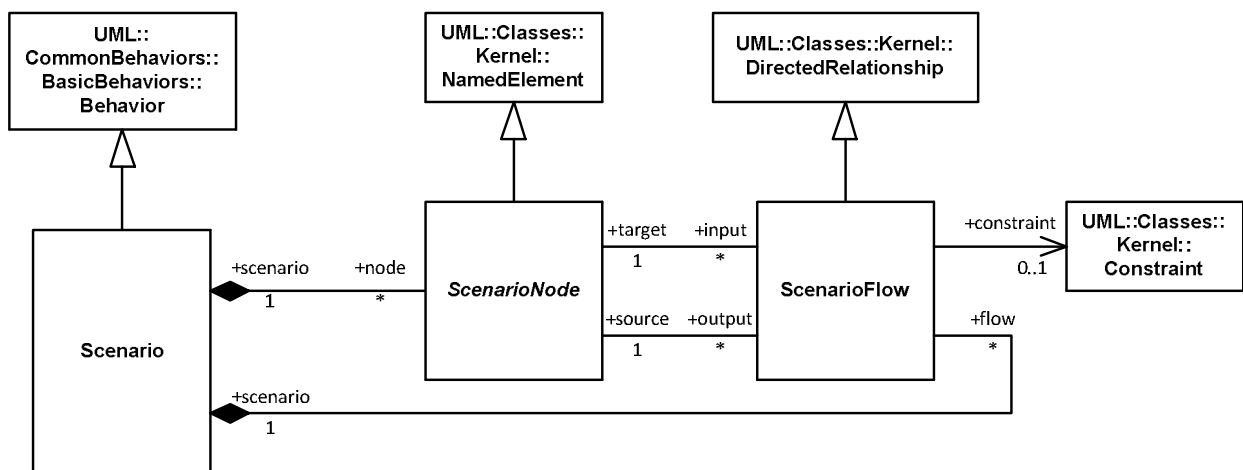 UML::
CommonBehaviors::
BasicBehaviors::
Behavior
UML::Classes::
Kernel::
NamedElement
UML::Classes::Kernel::
DirectedRelationship
Scenario
+scenario
1
+node
*
ScenarioNode
+target
1
+input
*
+source
1
+output
*
ScenarioFlow
+constraint
0..1
UML::Classes::
Kernel::
Constraint
+flow
*
+scenario
1